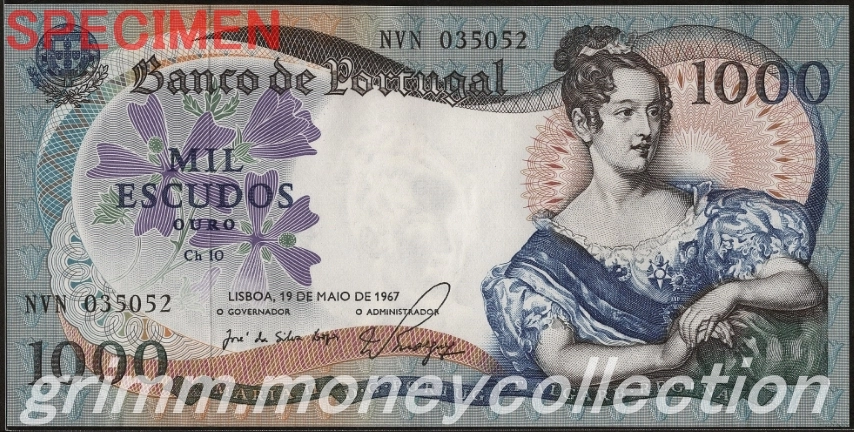 SPECIMEN
NVN 035052
Banco de Portugal
1000
MIL
ESCUDOS
OURO
Ch 10
NVN 035052
LISBOA, 19 DE MAIO DE 1967
O GOVERNADOR O ADMINISTRADOR
1000
grimm.moneycollection